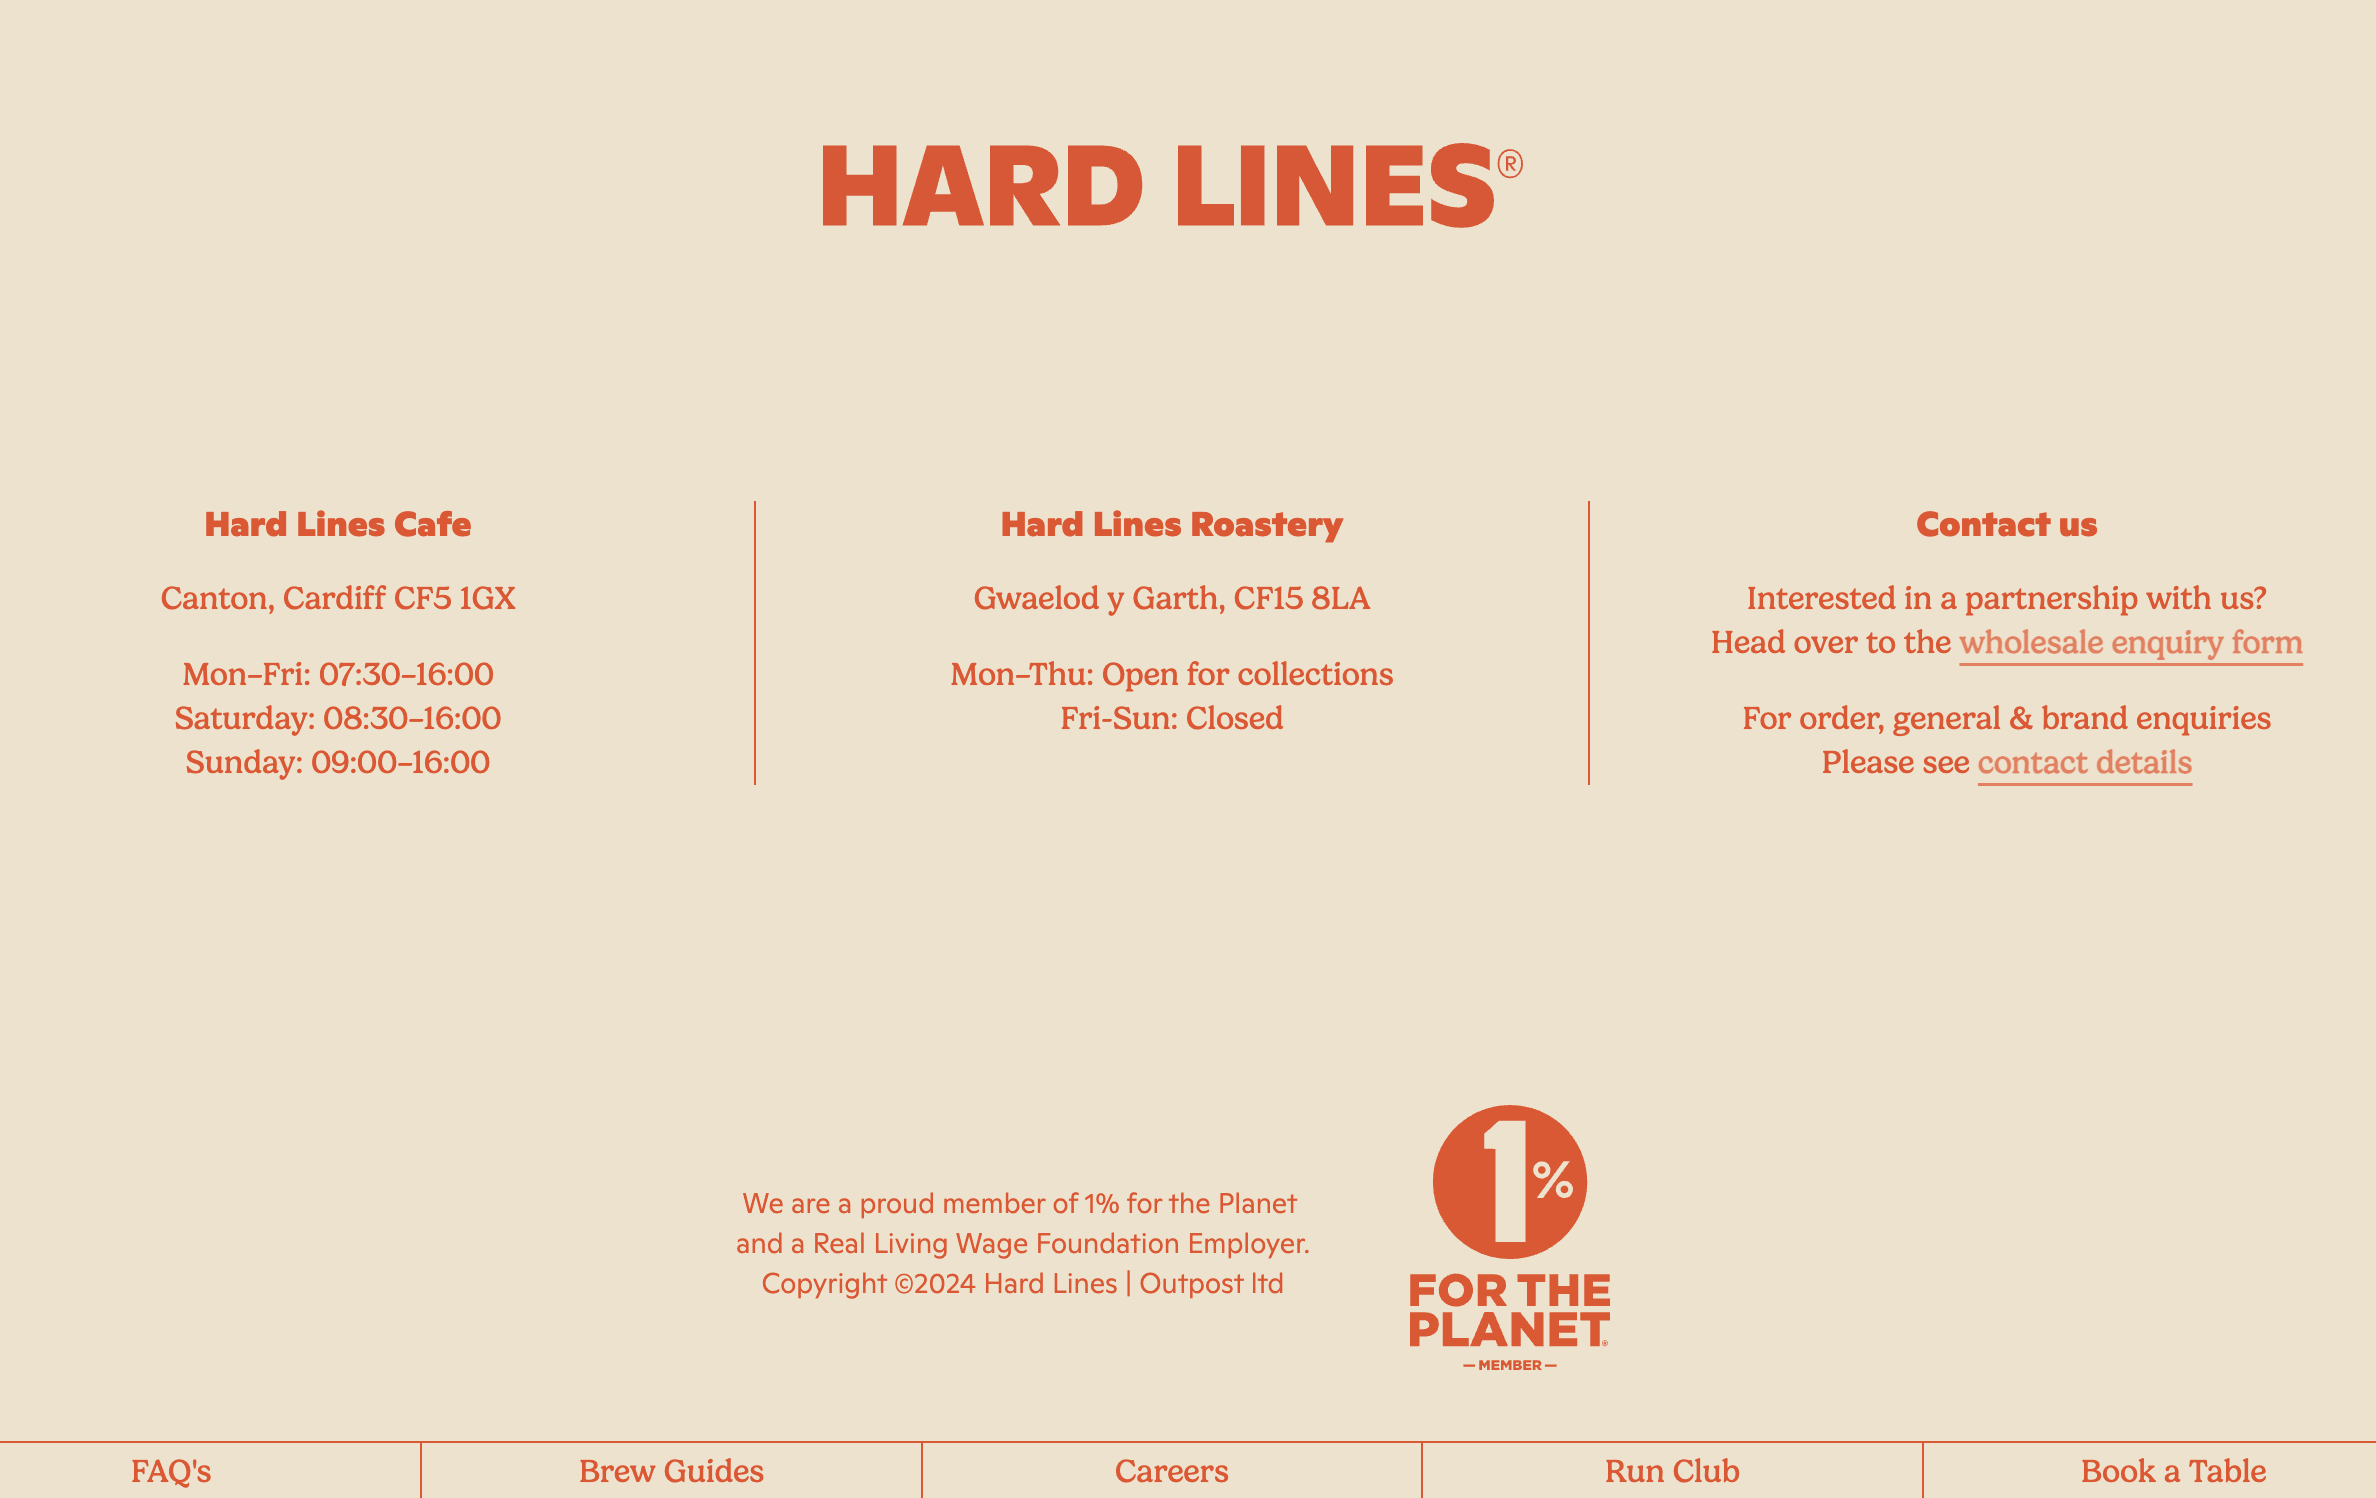 HARD LINES®
Hard Lines Cafe
Canton, Cardiff CF5 1GX
Mon–Fri: 07:30–16:00
Saturday: 08:30–16:00
Sunday: 09:00–16:00
Hard Lines Roastery
Gwaelod y Garth, CF15 8LA
Mon–Thu: Open for collections
Fri-Sun: Closed
Contact us
Interested in a partnership with us?
Head over to the wholesale enquiry form
For order, general & brand enquiries
Please see contact details
We are a proud member of 1% for the Planet
and a Real Living Wage Foundation Employer.
Copyright ©2024 Hard Lines | Outpost ltd
1%
FOR THE
PLANET®
– MEMBER –
FAQ's
Brew Guides
Careers
Run Club
Book a Table